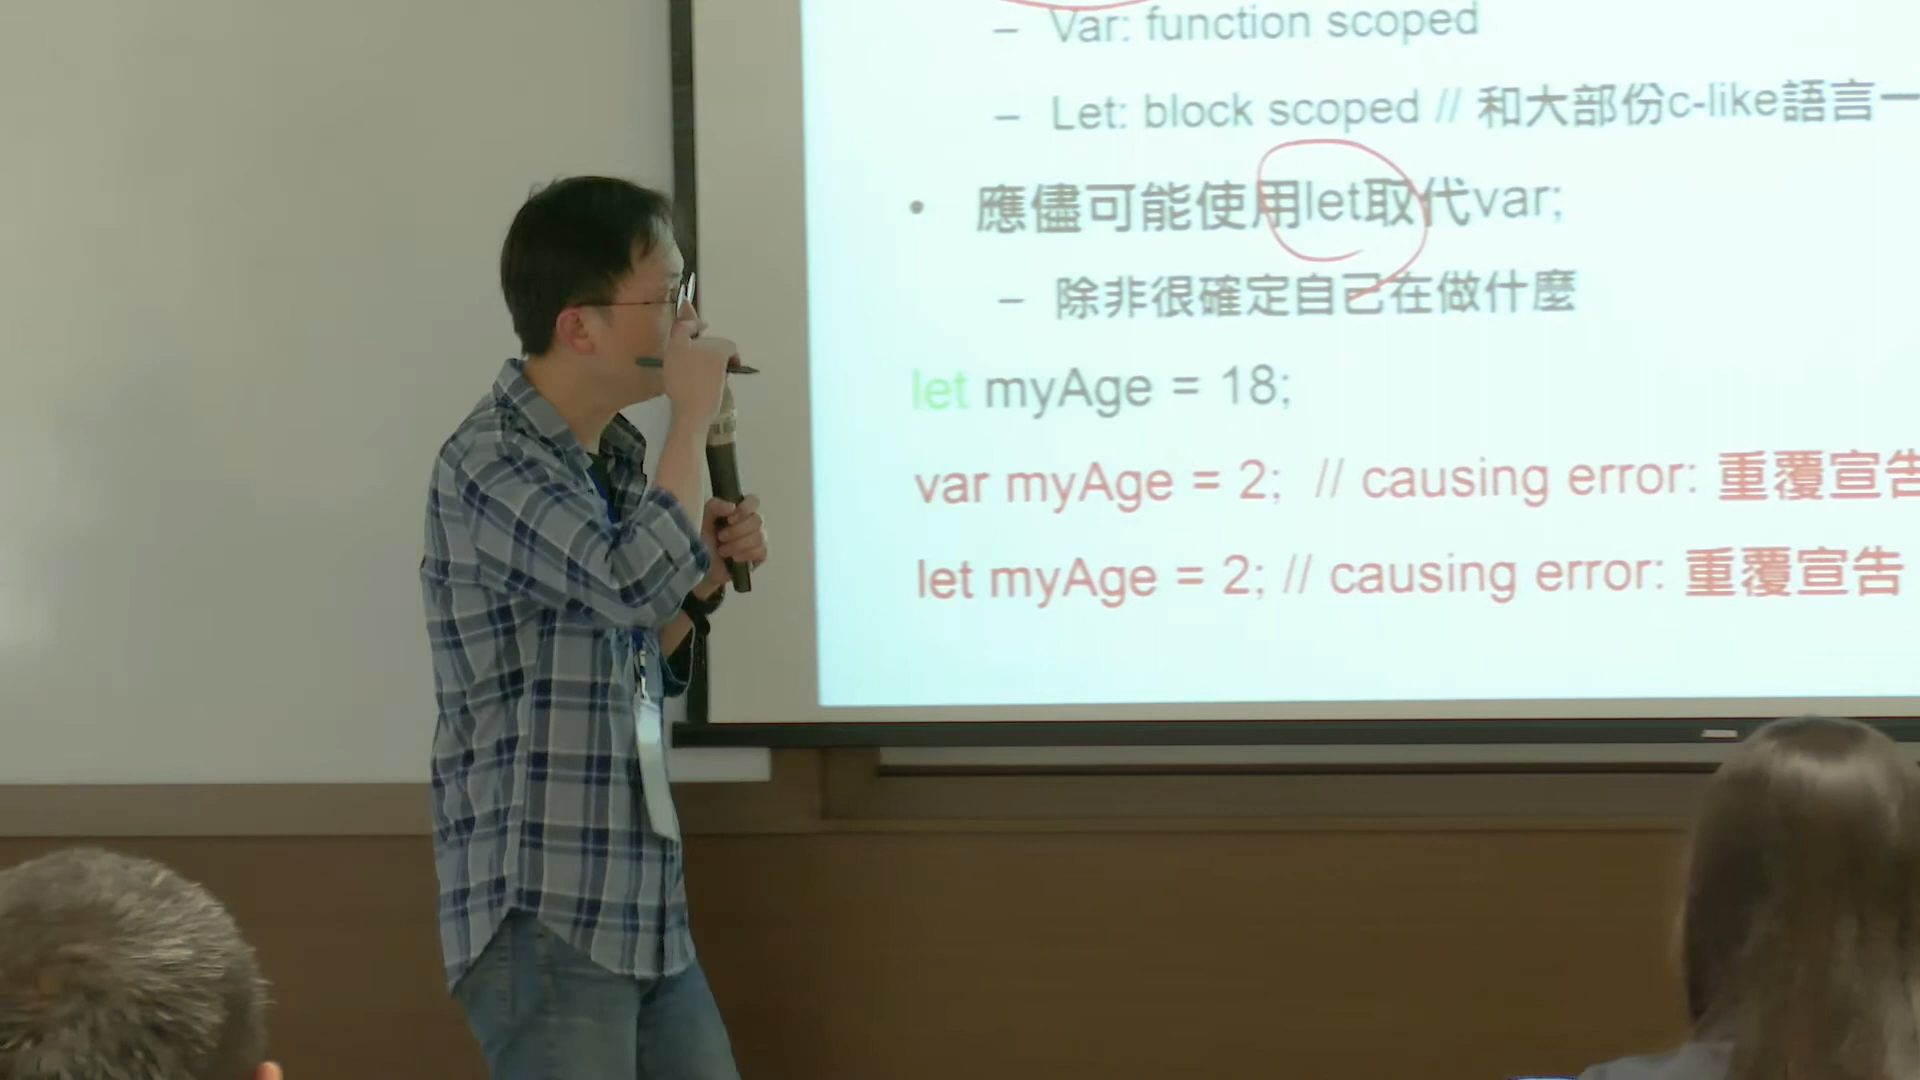 – Var: function scoped
– Let: block scoped // 和大部份c-like語言一
• 應儘可能使用let取代var;
– 除非很確定自己在做什麼
let myAge = 18;
var myAge = 2; // causing error: 重覆宣告
let myAge = 2; // causing error: 重覆宣告